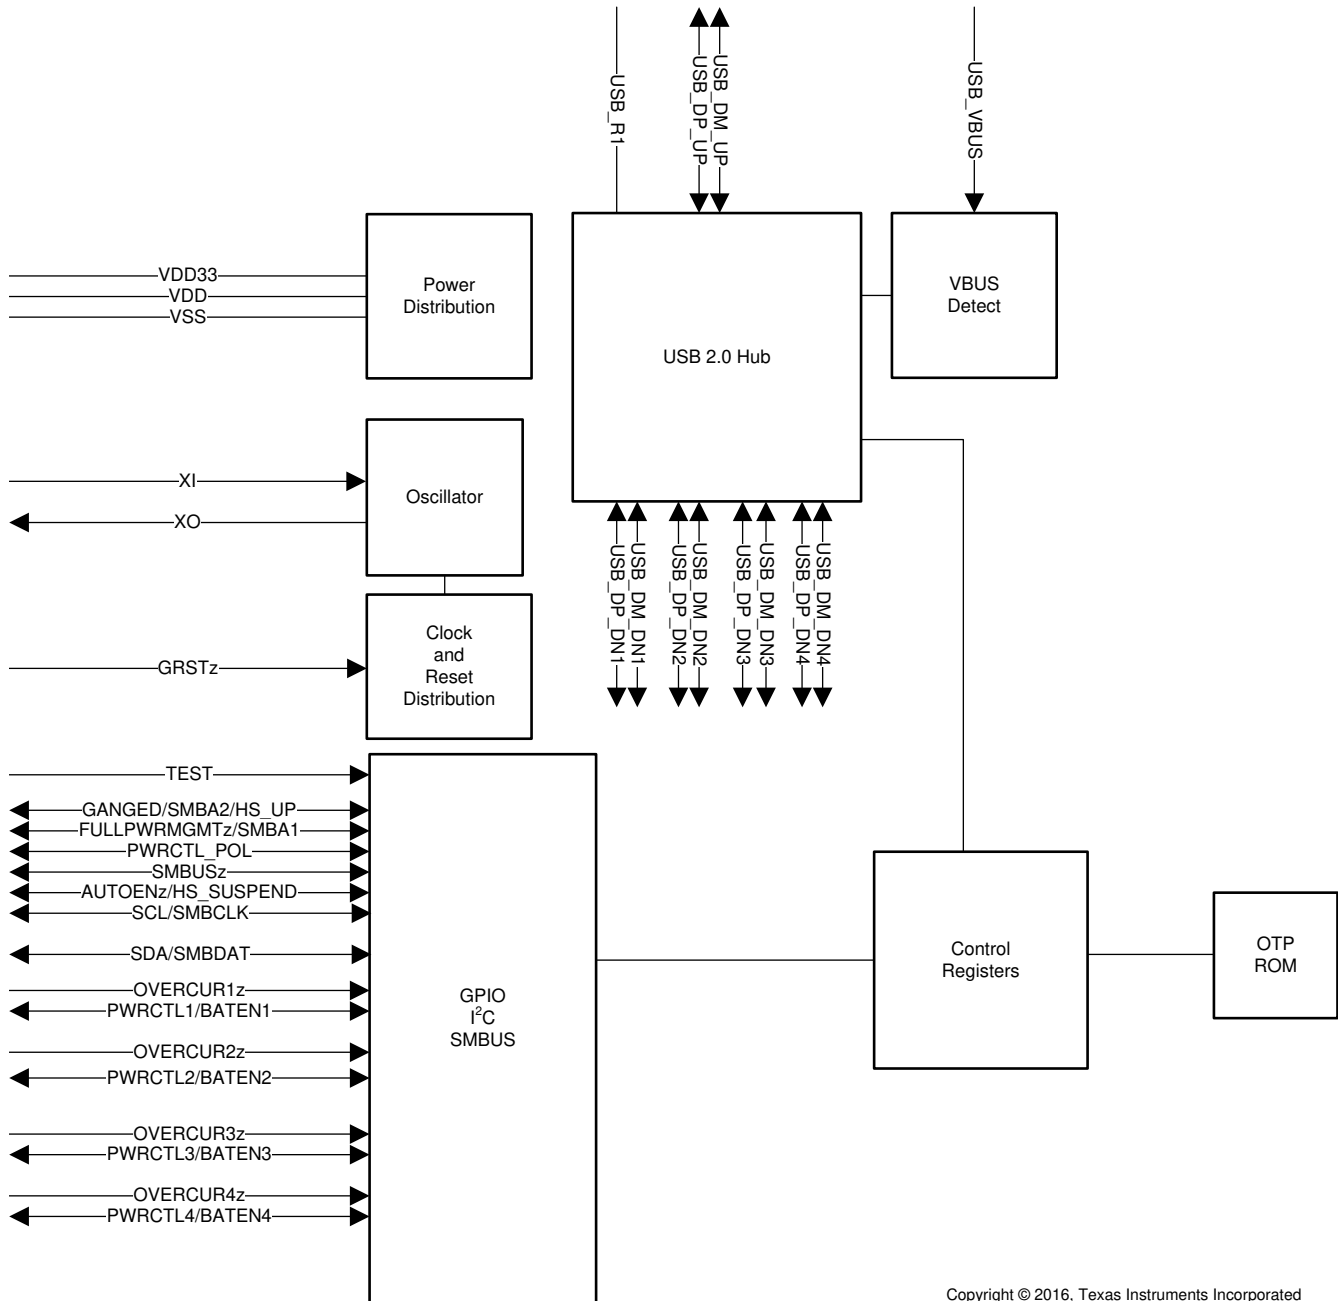 USB_R1
USB_DP_UP
USB_DM_UP
USB_VBUS
VDD33
VDD
VSS
Power
Distribution
USB 2.0 Hub
VBUS
Detect
XI
XO
Oscillator
USB_DP_DN1
USB_DM_DN1
USB_DP_DN2
USB_DM_DN2
USB_DP_DN3
USB_DM_DN3
USB_DP_DN4
USB_DM_DN4
GRSTz
Clock
and
Reset
Distribution
TEST
GANGED/SMBA2/HS_UP
FULLPWRMGMTz/SMBA1
PWRCTL_POL
SMBUSz
AUTOENz/HS_SUSPEND
SCL/SMBCLK
SDA/SMBDAT
OVERCUR1z
PWRCTL1/BATEN1
OVERCUR2z
PWRCTL2/BATEN2
OVERCUR3z
PWRCTL3/BATEN3
OVERCUR4z
PWRCTL4/BATEN4
GPIO
I²C
SMBUS
Control
Registers
OTP
ROM
Copyright © 2016, Texas Instruments Incorporated